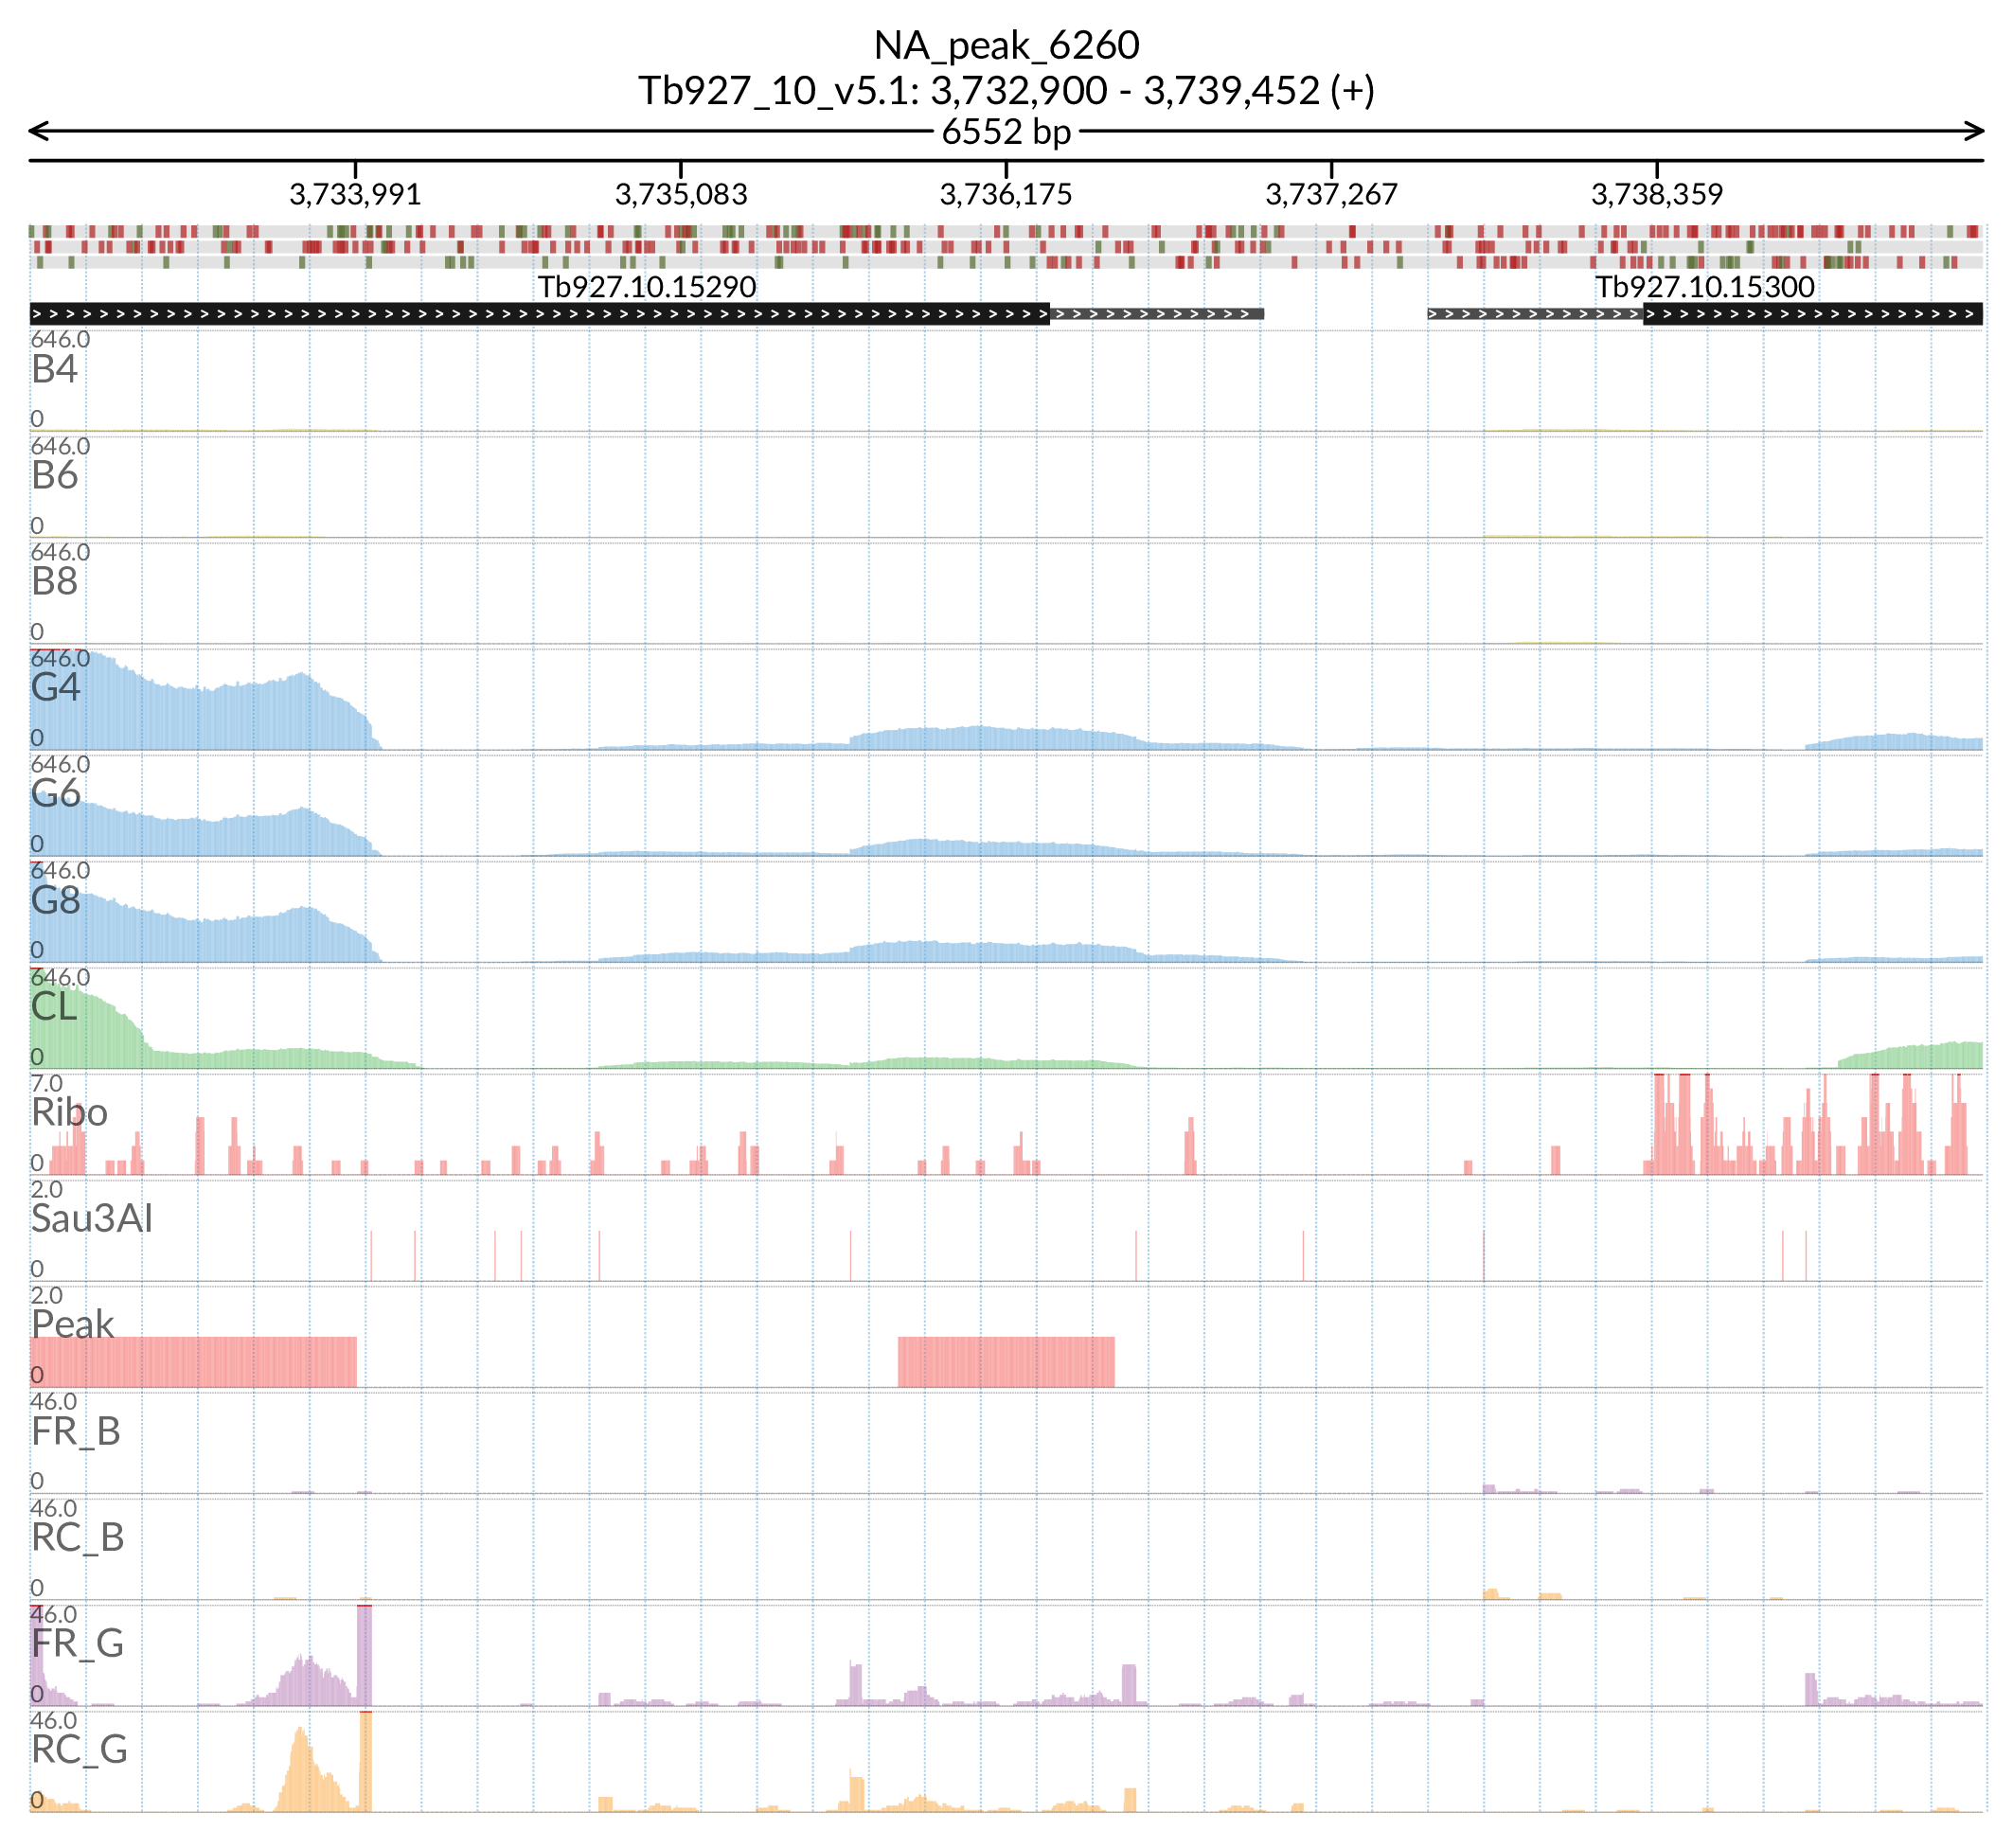 NA_peak_6260
Tb927_10_v5.1: 3,732,900 - 3,739,452 (+)
6552 bp
3,733,991 3,735,083 3,736,175 3,737,267 3,738,359
Tb927.10.15290 Tb927.10.15300
646.0
B4
0
646.0
B6
0
646.0
B8
0
646.0
G4
0
646.0
G6
0
646.0
G8
0
646.0
CL
0
7.0
Ribo
0
2.0
Sau3AI
0
2.0
Peak
0
46.0
FR_B
0
46.0
RC_B
0
46.0
FR_G
0
46.0
RC_G
0